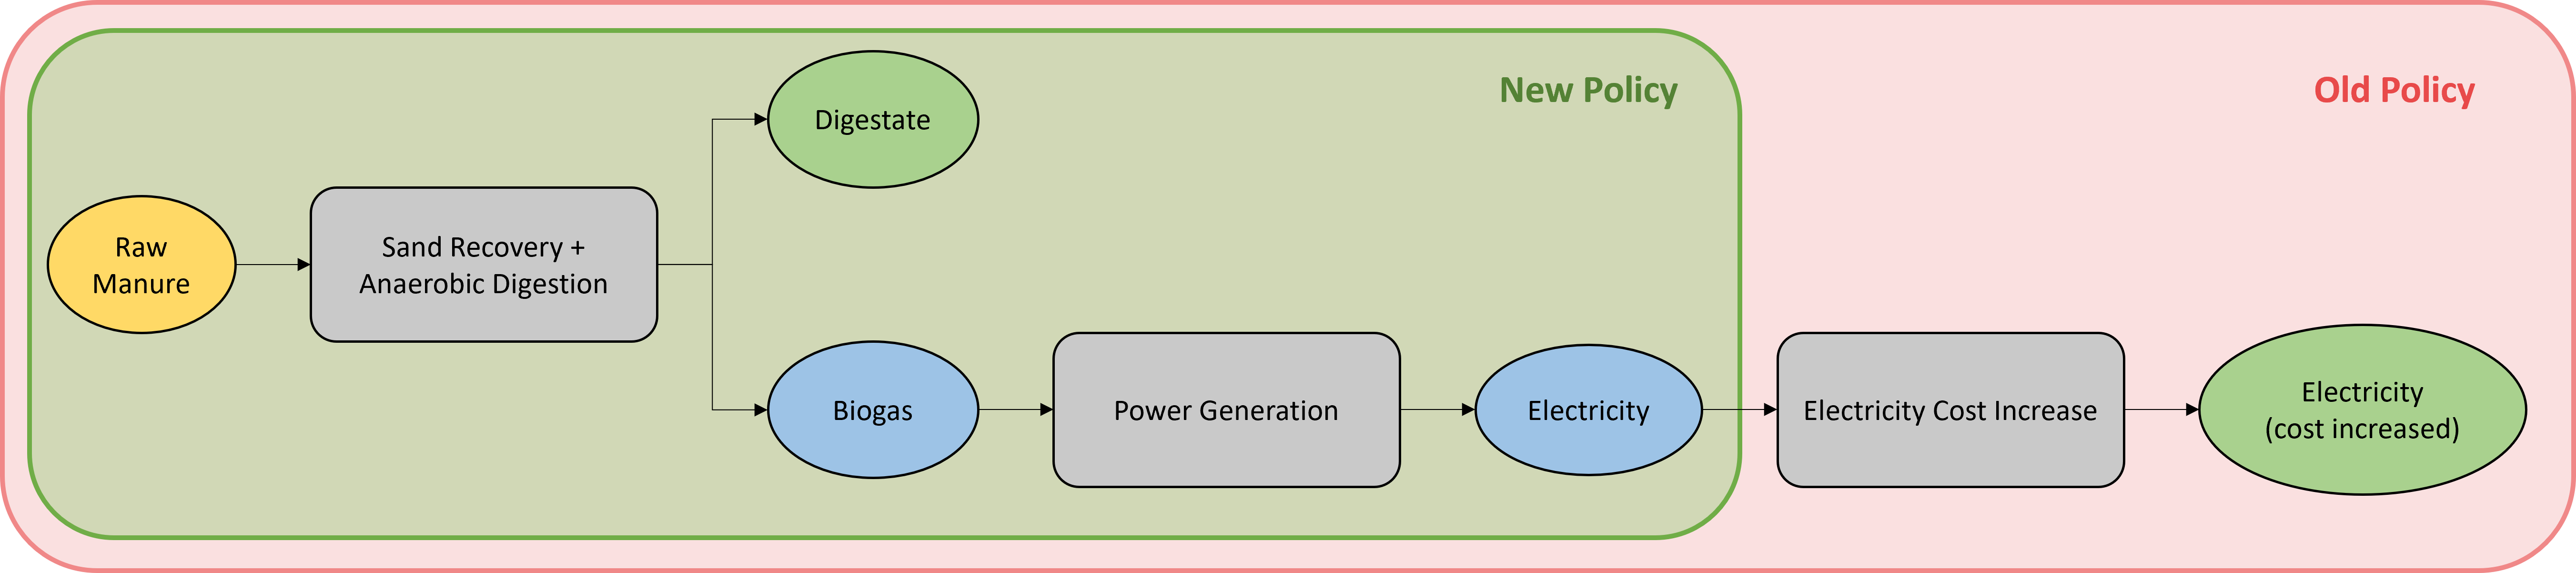 New Policy
Old Policy
Digestate
Raw
Manure
Sand Recovery +
Anaerobic Digestion
Biogas
Power Generation
Electricity
Electricity Cost Increase
Electricity
(cost increased)